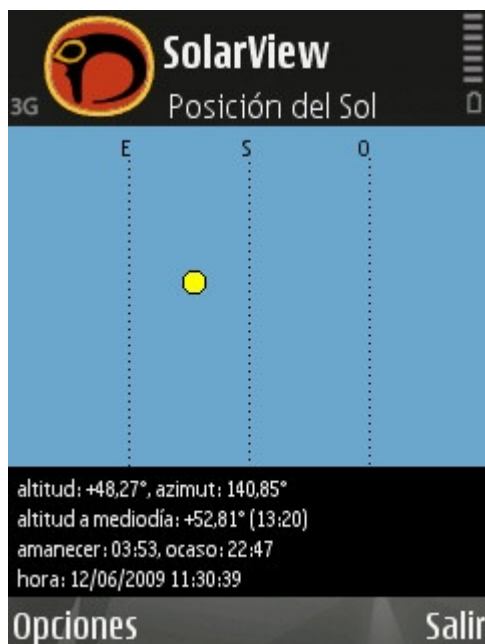 SolarView
3G
Posición del Sol
E S O
altitud: +48,27°, azimut: 140,85°
altitud a mediodía: +52,81° (13:20)
amanecer: 03:53, ocaso: 22:47
hora: 12/06/2009 11:30:39
Opciones Salir